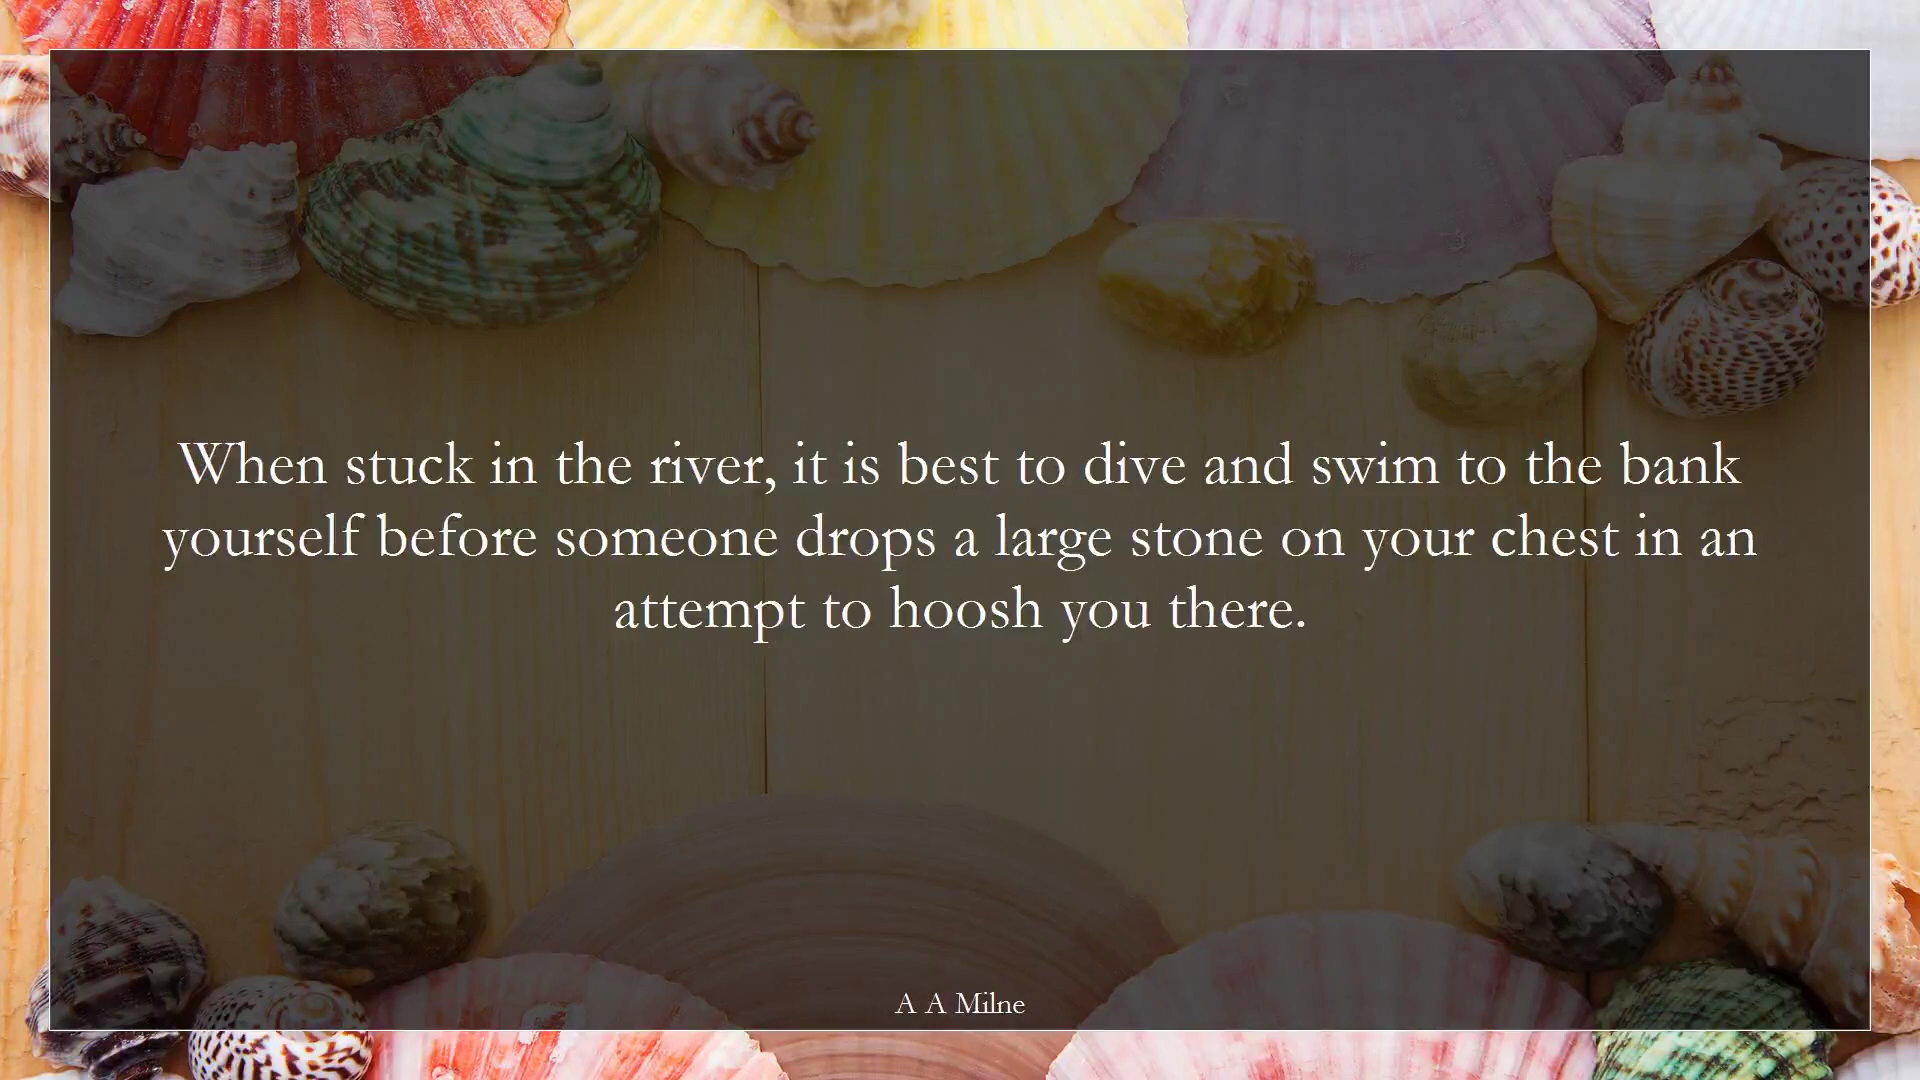 When stuck in the river, it is best to dive and swim to the bank
yourself before someone drops a large stone on your chest in an
attempt to hoosh you there.
A A Milne